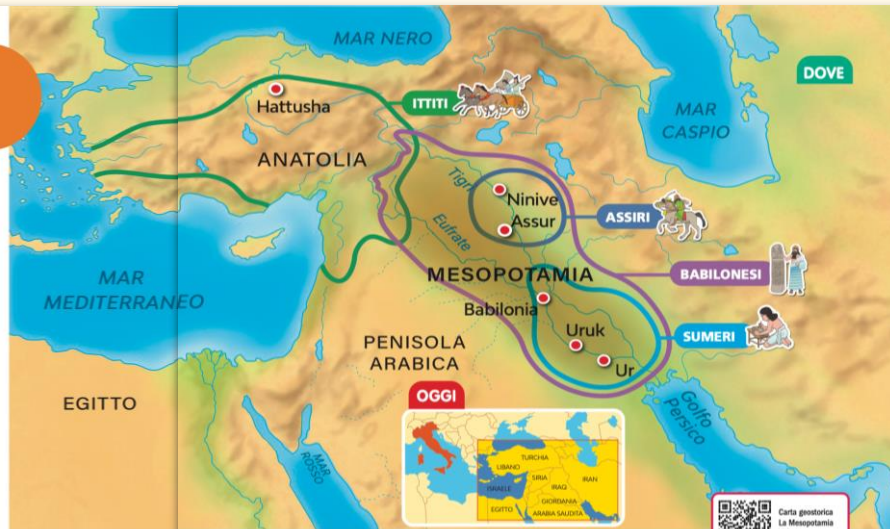 MAR NERO
DOVE
Hattusha
ITTITI
MAR
CASPIO
ANATOLIA
Tigri
Ninive
Assur
ASSIRI
Eufrate
MESOPOTAMIA
BABILONESI
MAR
MEDITERRANEO
Babilonia
Uruk
SUMERI
PENISOLA
ARABICA
Ur
EGITTO
OGGI
Golfo
Persico
MAR
ROSSO
TURCHIA
LIBANO
SIRIA
IRAN
ISRAELE
IRAQ
GIORDANIA
EGITTO
ARABIA SAUDITA
Carta geostorica
La Mesopotamia